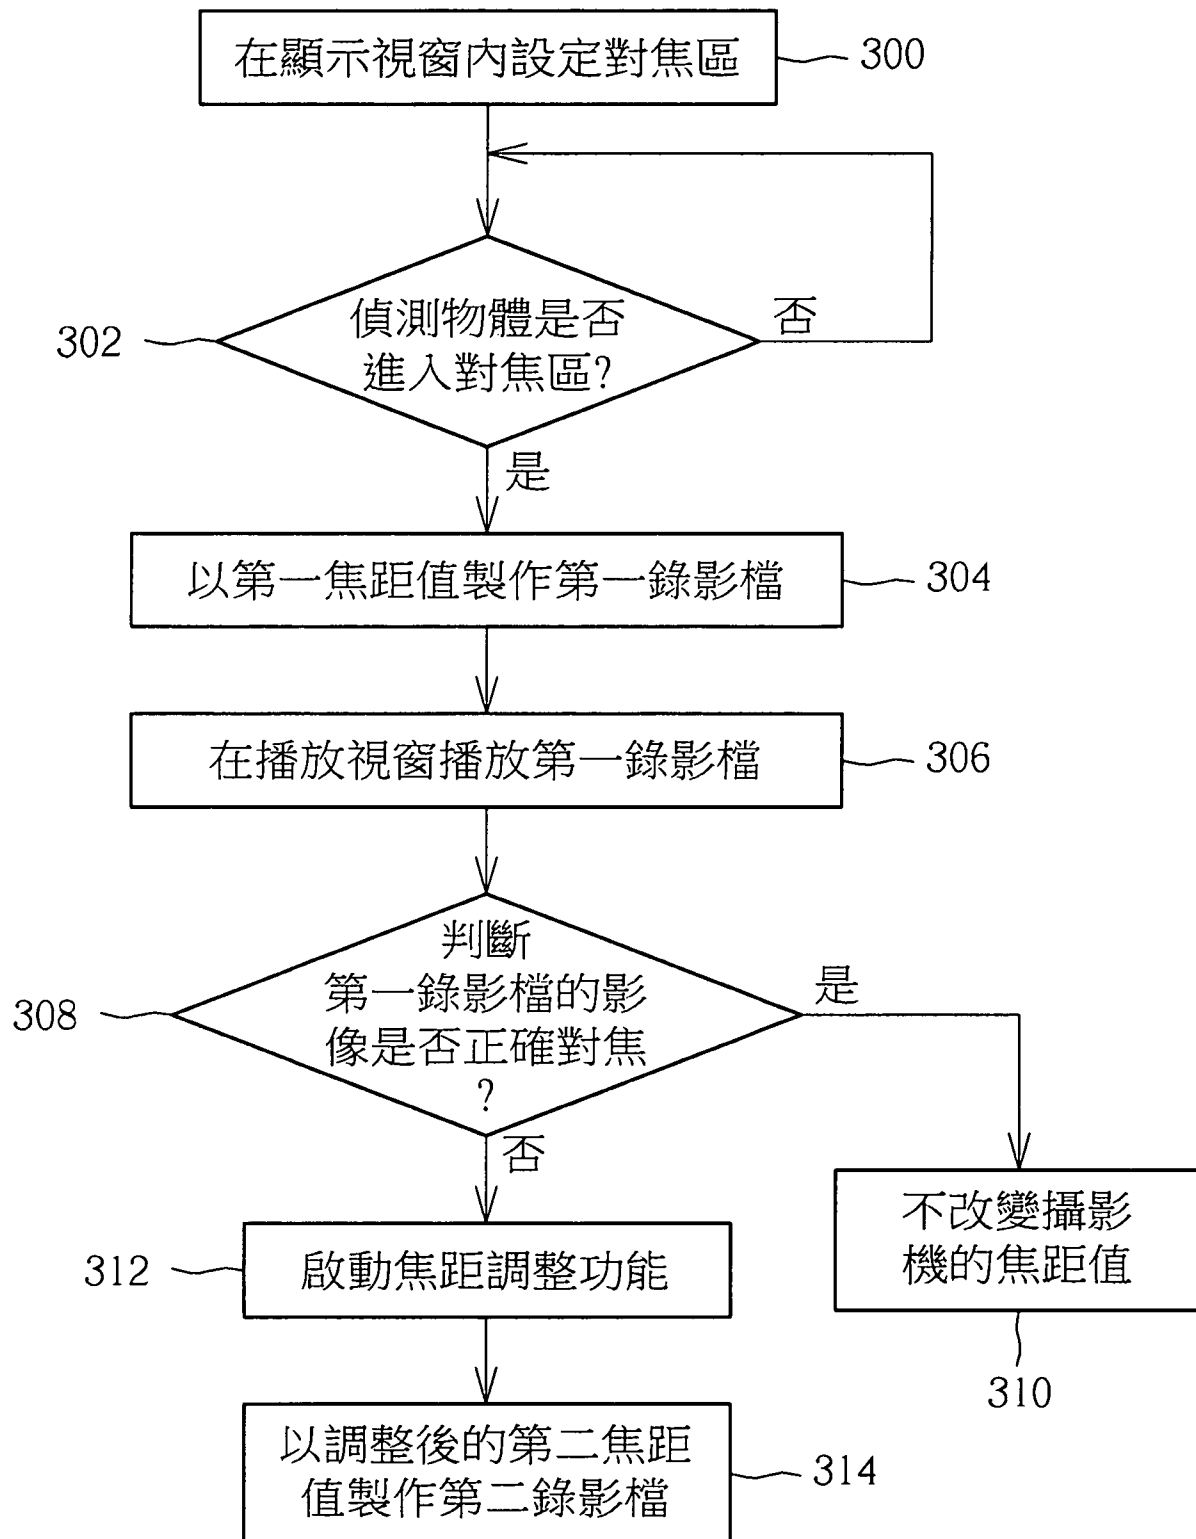 在顯示視窗內設定對焦區
300
偵測物體是否
進入對焦區?
302
否
是
以第一焦距值製作第一錄影檔
304
在播放視窗播放第一錄影檔
306
判斷
第一錄影檔的影
像是否正確對焦
?
308
是
否
不改變攝影
機的焦距值
310
啟動焦距調整功能
312
以調整後的第二焦距
值製作第二錄影檔
314